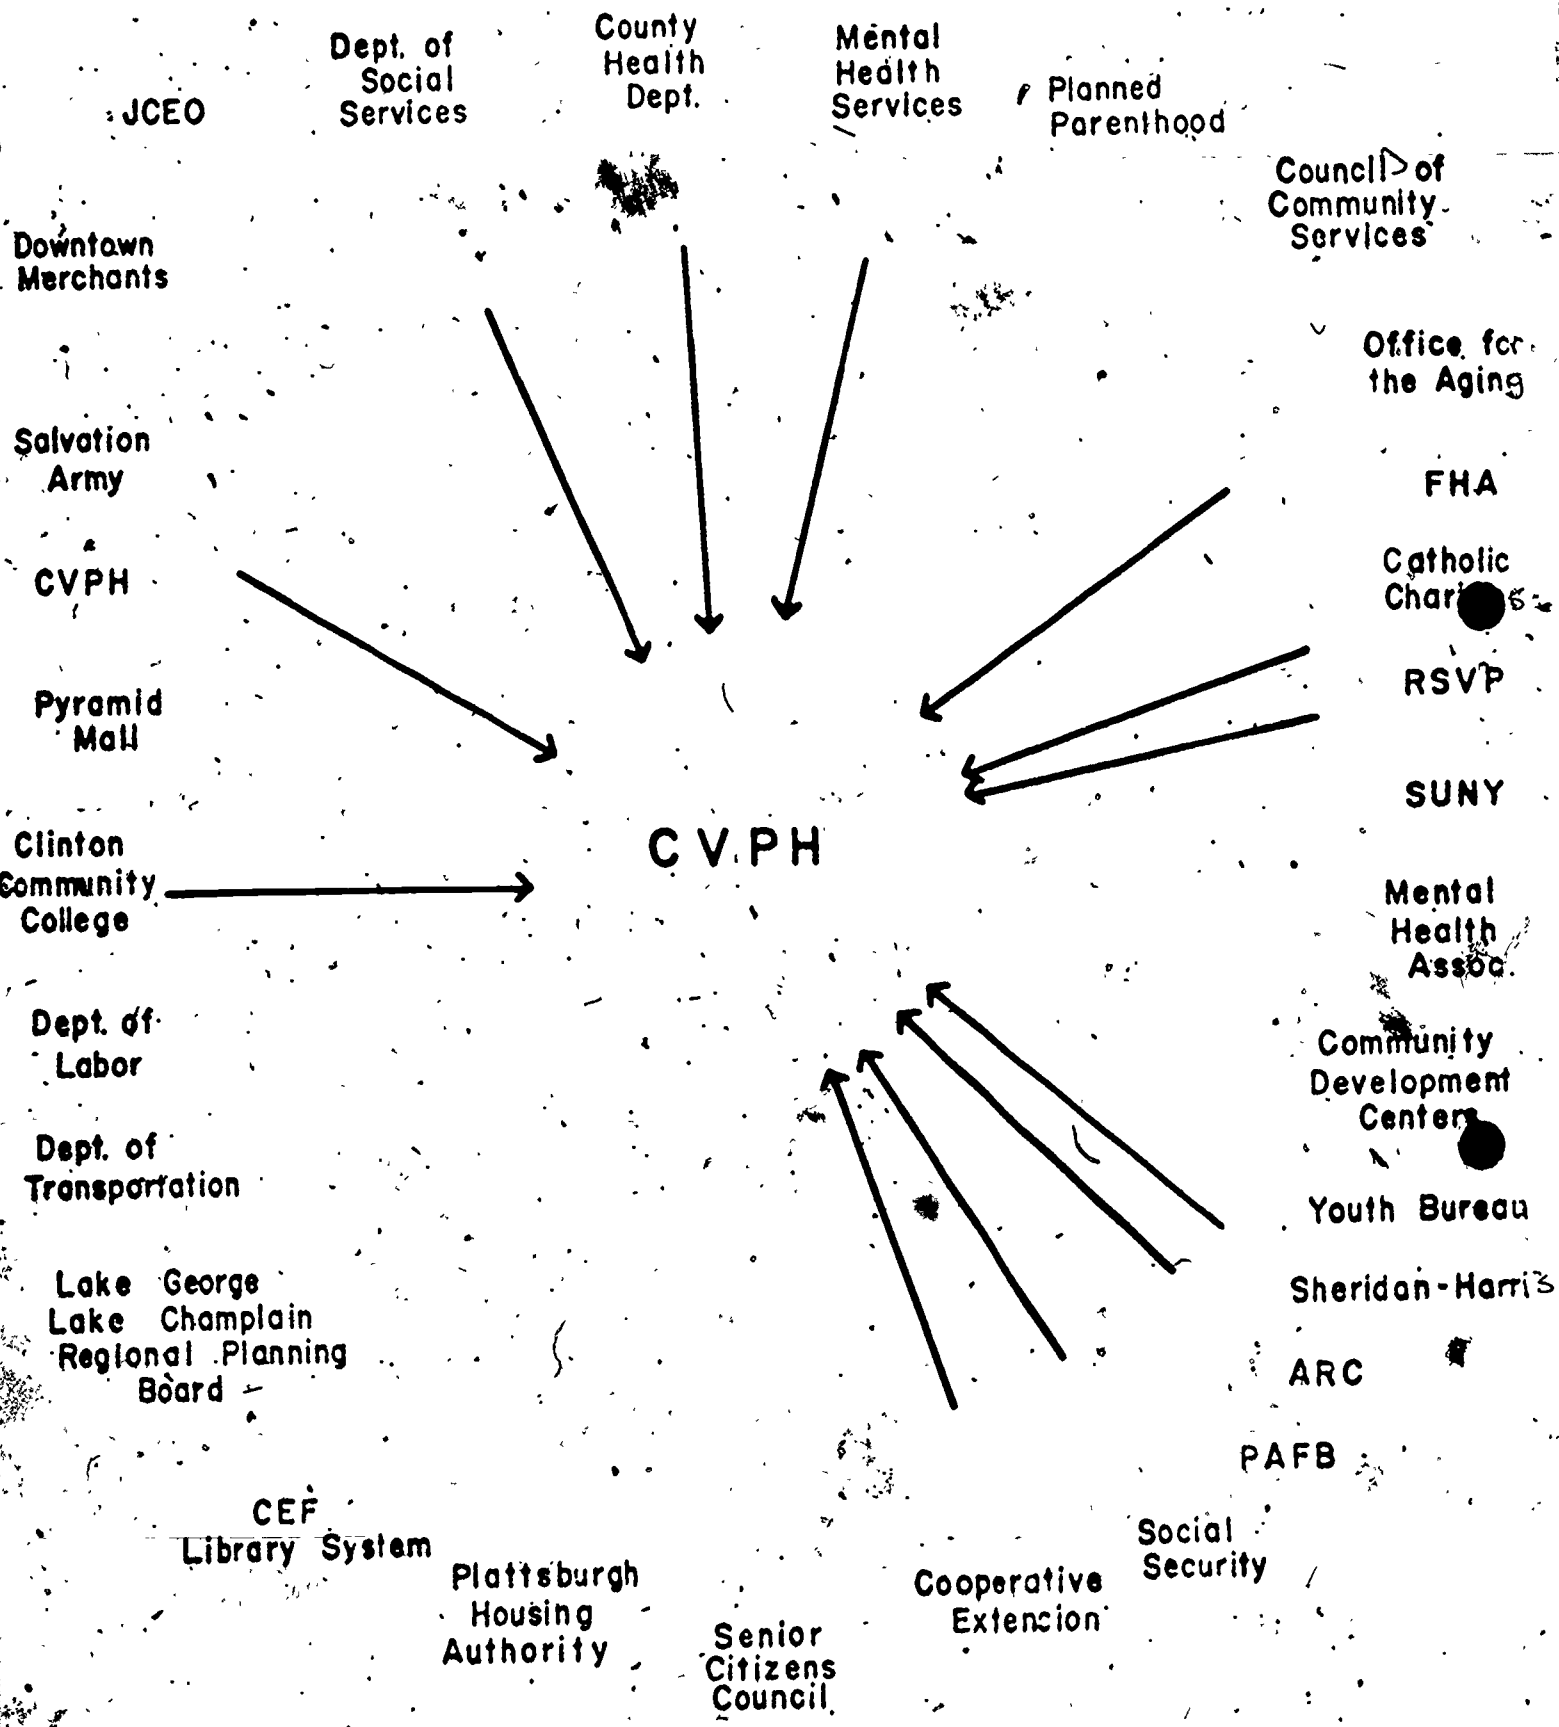 JCEO
Dept. of
Social
Services
County
Health
Dept.
Mental
Health
Services
Planned
Parenthood
Council of
Community
Services
Downtown
Merchants
Office for
the Aging
Salvation
Army
FHA
CVPH
Catholic
RSVP
Pyramid
Mall
SUNY
CVPH
Clinton
Community
College
Mental
Health
Assoc.
Dept. of
Labor
Community
Development
Centers
Dept. of
Transportation
Youth Bureau
Lake George
Lake Champlain
Regional Planning
Board
Sheridan-Harris
ARC
PAFB
CEF
Library System
Social
Security
Plattsburgh
Housing
Authority
Cooperative
Extension
Senior
Citizens
Council